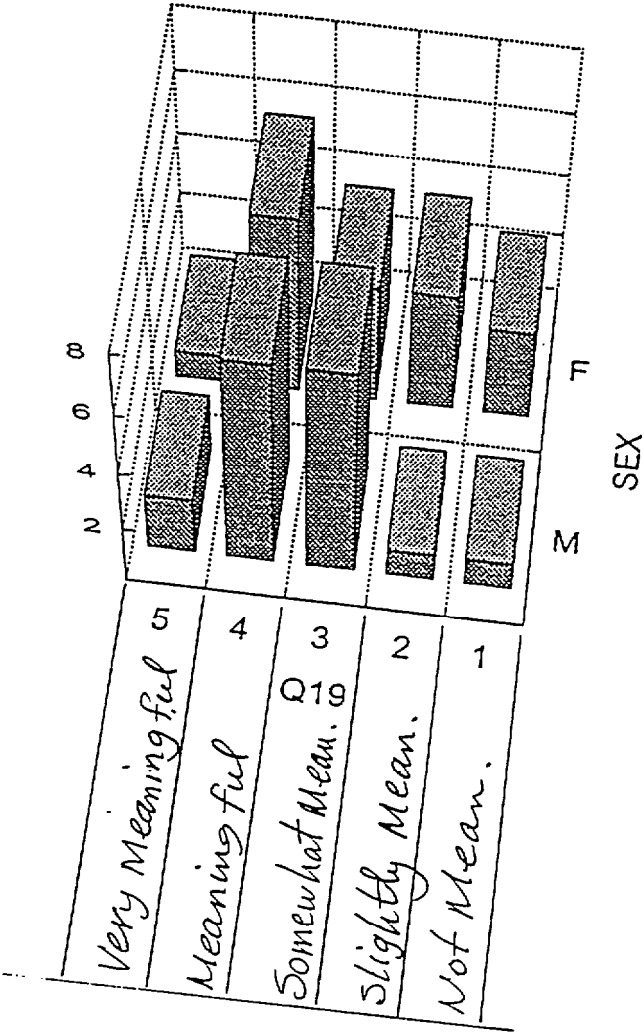 8
6
4
2
F
M
SEX
5
4
3
2
1
Q19
Very Meaningful
Meaningful
Somewhat Mean.
Slightly Mean.
Not Mean.